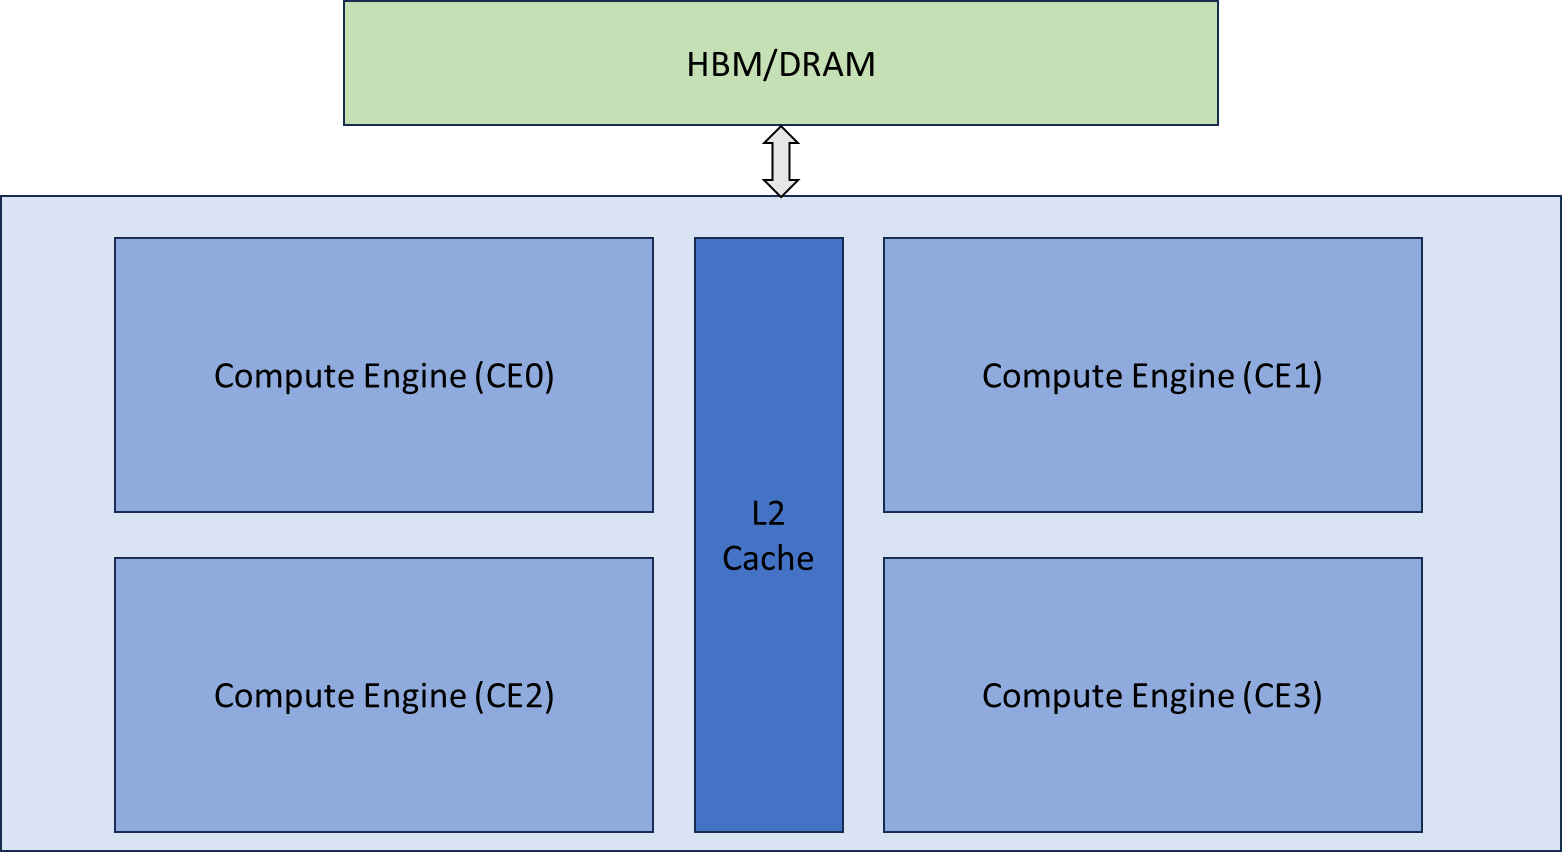 HBM/DRAM
Compute Engine (CE0)
Compute Engine (CE1)
L2
Cache
Compute Engine (CE2)
Compute Engine (CE3)